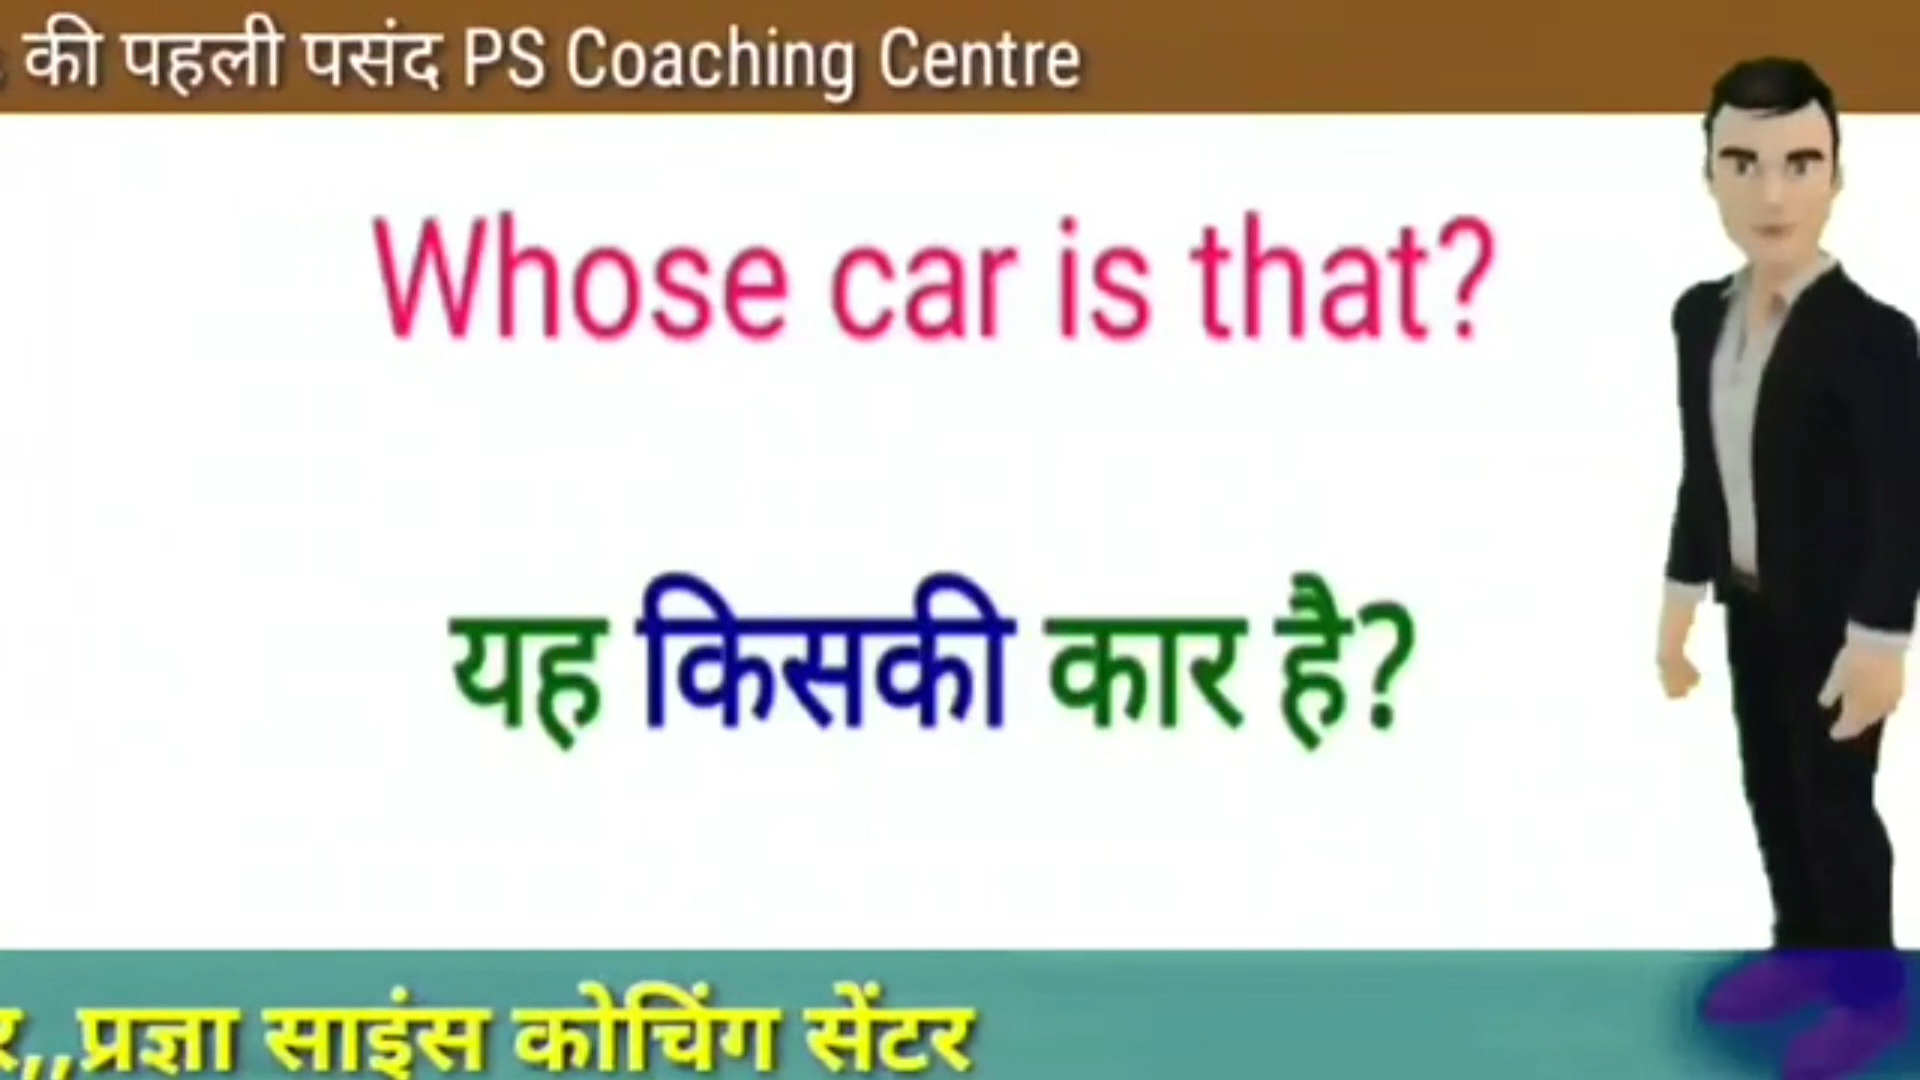 की पहली पसंद PS Coaching Centre
Whose car is that?
यह किसकी कार है?
प्रज्ञा साइंस कोचिंग सेंटर